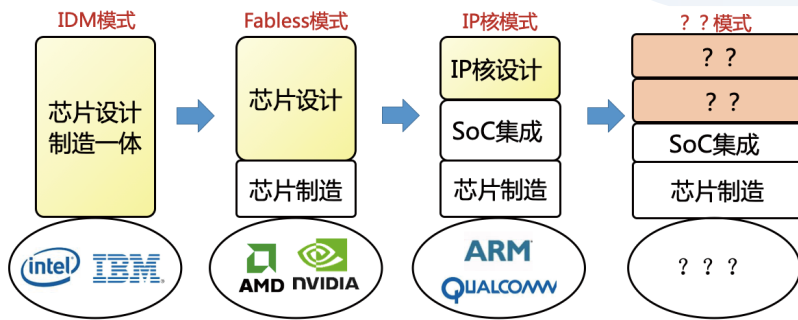 IDM模式
Fabless模式
IP核模式
？？模式
芯片设计
制造一体
芯片设计
芯片制造
IP核设计
SoC集成
芯片制造
？？
？？
SoC集成
芯片制造
intel
IBM
AMD
NVIDIA
ARM
QUALCOMM
？？？